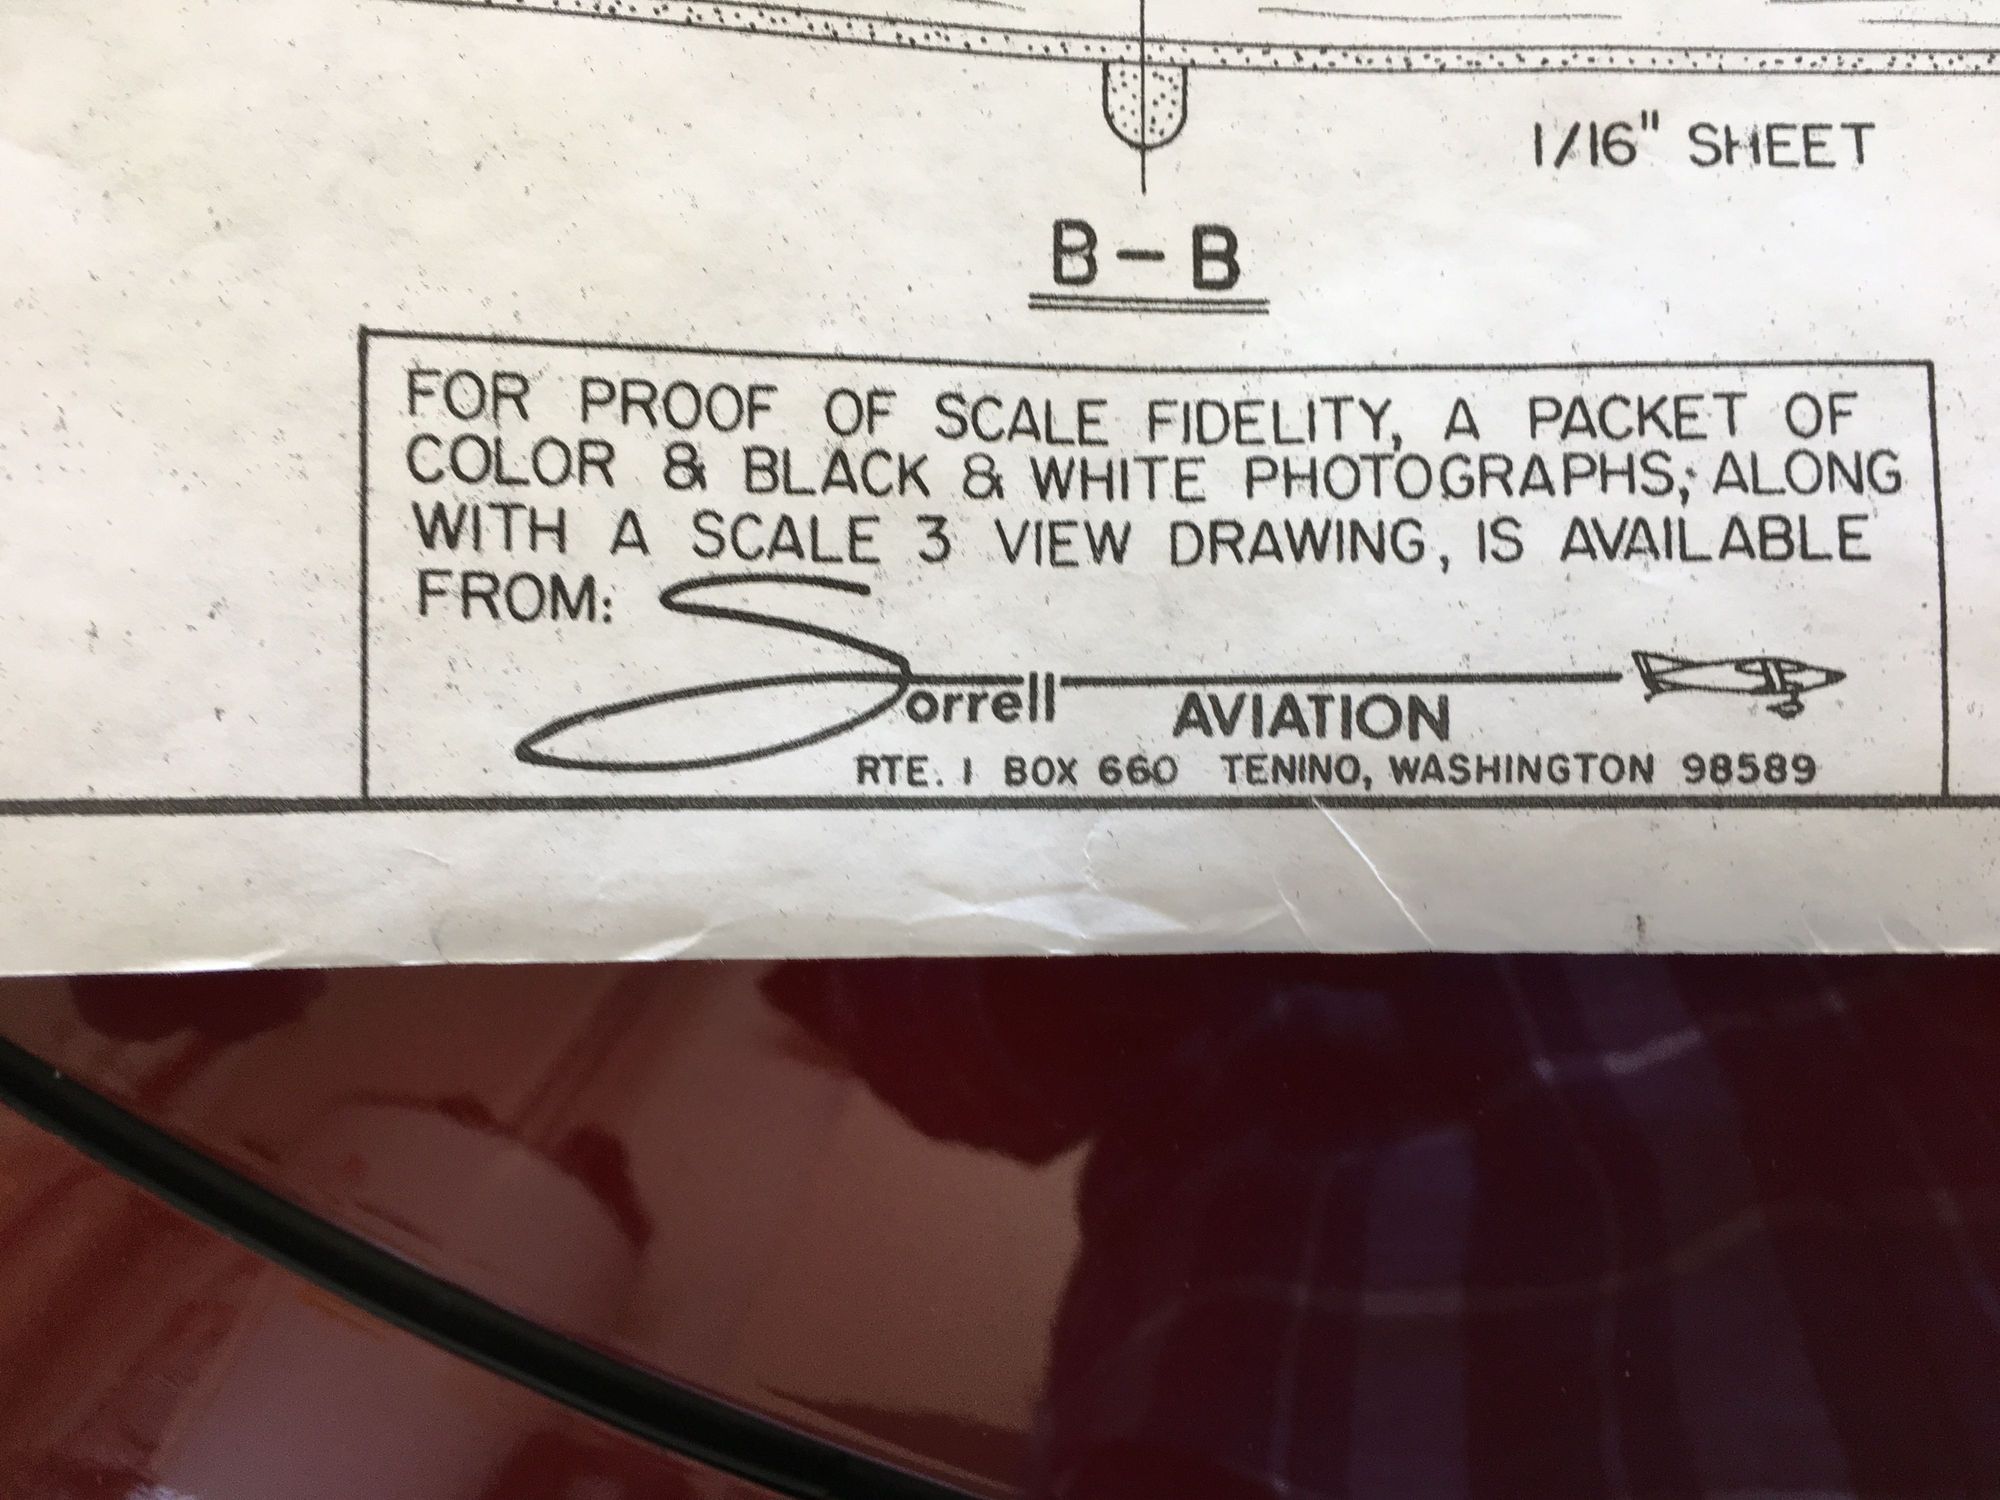 1/16" SHEET
B - B
FOR PROOF OF SCALE FIDELITY, A PACKET OF
COLOR & BLACK & WHITE PHOTOGRAPHS; ALONG
WITH A SCALE 3 VIEW DRAWING, IS AVAILABLE
FROM:
Sorrell AVIATION
RTE. 1 BOX 660 TENINO, WASHINGTON 98589